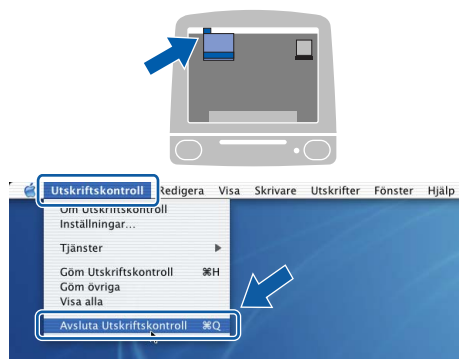 Utskriftskontroll Redigera Visa Skrivare Utskrifter Fönster Hjälp
Om Utskriftskontroll
Inställningar...
Tjänster
Göm Utskriftskontroll ⌘H
Göm övriga
Visa alla
Avsluta Utskriftskontroll ⌘Q